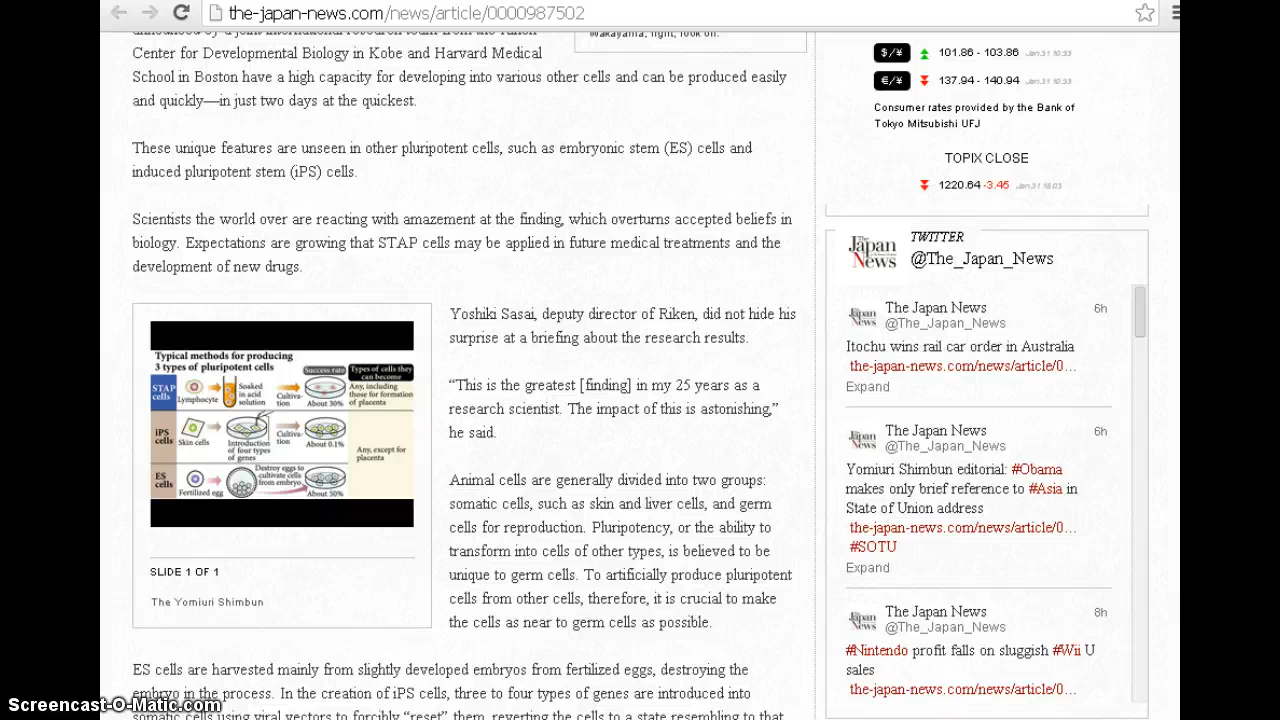 the-japan-news.com/news/article/0000987502
Center for Developmental Biology in Kobe and Harvard Medical
School in Boston have a high capacity for developing into various other cells and can be produced easily
and quickly—in just two days at the quickest.
These unique features are unseen in other pluripotent cells, such as embryonic stem (ES) cells and
induced pluripotent stem (iPS) cells.
Scientists the world over are reacting with amazement at the finding, which overturns accepted beliefs in
biology. Expectations are growing that STAP cells may be applied in future medical treatments and the
development of new drugs.
Typical methods for producing
3 types of pluripotent cells
Success rate
Types of cells they
can become
STAP
cells
Lymphocyte
Soaked
in acid
solution
Cultiva-
tion
About 30%
Any, including
those for formation
of placenta
iPS
cells
Skin cells
Introduction
of four types
of genes
Cultiva-
tion
About 0.1%
Any, except for
placenta
ES
cells
Fertilized egg
Destroy eggs to
cultivate cells
from embryo
About 50%
SLIDE 1 OF 1
The Yomiuri Shimbun
Yoshiki Sasai, deputy director of Riken, did not hide his
surprise at a briefing about the research results.
“This is the greatest [finding] in my 25 years as a
research scientist. The impact of this is astonishing,”
he said.
Animal cells are generally divided into two groups:
somatic cells, such as skin and liver cells, and germ
cells for reproduction. Pluripotency, or the ability to
transform into cells of other types, is believed to be
unique to germ cells. To artificially produce pluripotent
cells from other cells, therefore, it is crucial to make
the cells as near to germ cells as possible.
ES cells are harvested mainly from slightly developed embryos from fertilized eggs, destroying the
embryo in the process. In the creation of iPS cells, three to four types of genes are introduced into
somatic cells using viral vectors to forcibly “reset” them, reverting the cells to a state resembling to that
Wakayama, right, look on.
$/¥ 101.86 - 103.86 Jan.31 10:33
€/¥ 137.94 - 140.94 Jan.31 10:33
Consumer rates provided by the Bank of
Tokyo Mitsubishi UFJ
TOPIX CLOSE
1220.64 -3.45
The Japan News
TWITTER
@The_Japan_News
The Japan News 6h
@The_Japan_News
Itochu wins rail car order in Australia
the-japan-news.com/news/article/0…
Expand
The Japan News 6h
@The_Japan_News
Yomiuri Shimbun editorial: #Obama
makes only brief reference to #Asia in
State of Union address
the-japan-news.com/news/article/0…
#SOTU
Expand
The Japan News 8h
@The_Japan_News
#Nintendo profit falls on sluggish #Wii U
sales
the-japan-news.com/news/article/0…
Screencast-O-Matic.com